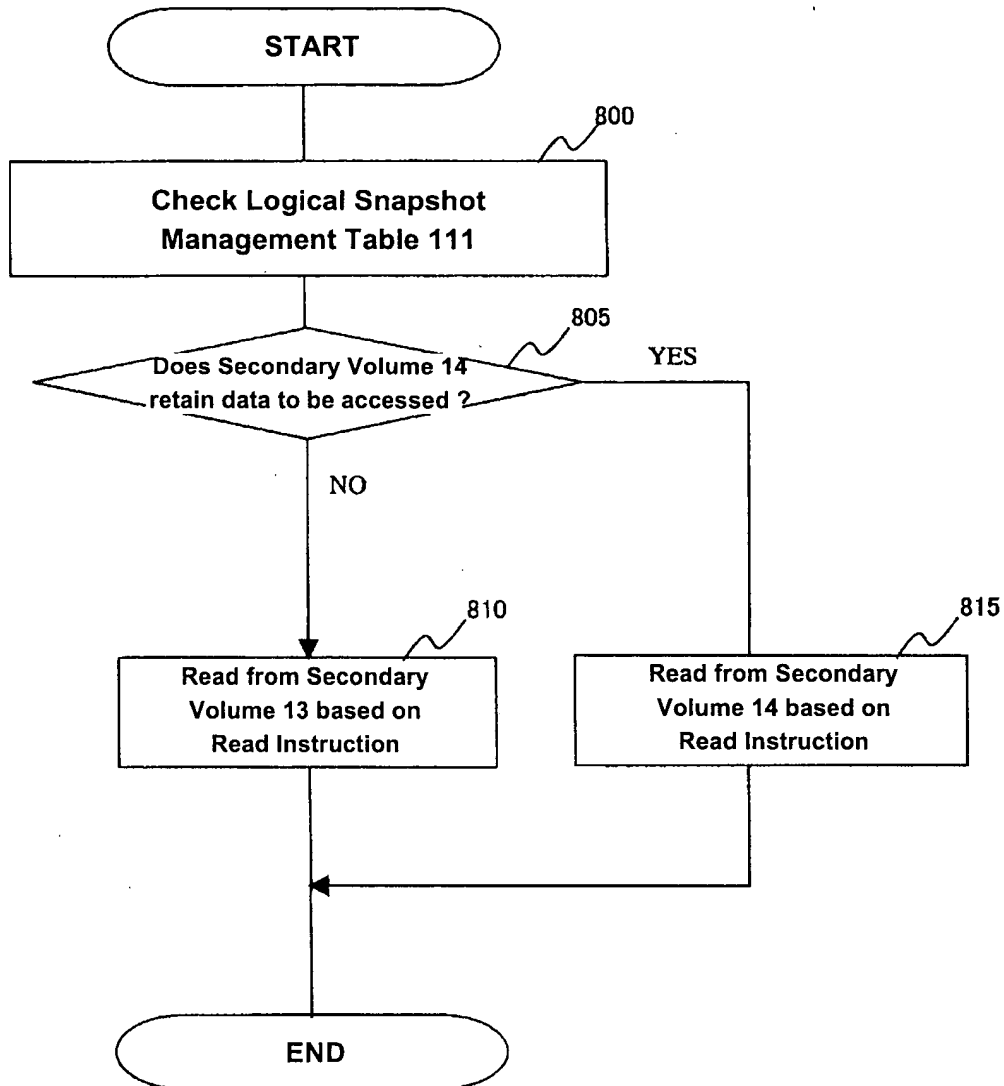 START
800
Check Logical Snapshot
Management Table 111
805
Does Secondary Volume 14
retain data to be accessed ?
YES
NO
810
Read from Secondary
Volume 13 based on
Read Instruction
815
Read from Secondary
Volume 14 based on
Read Instruction
END